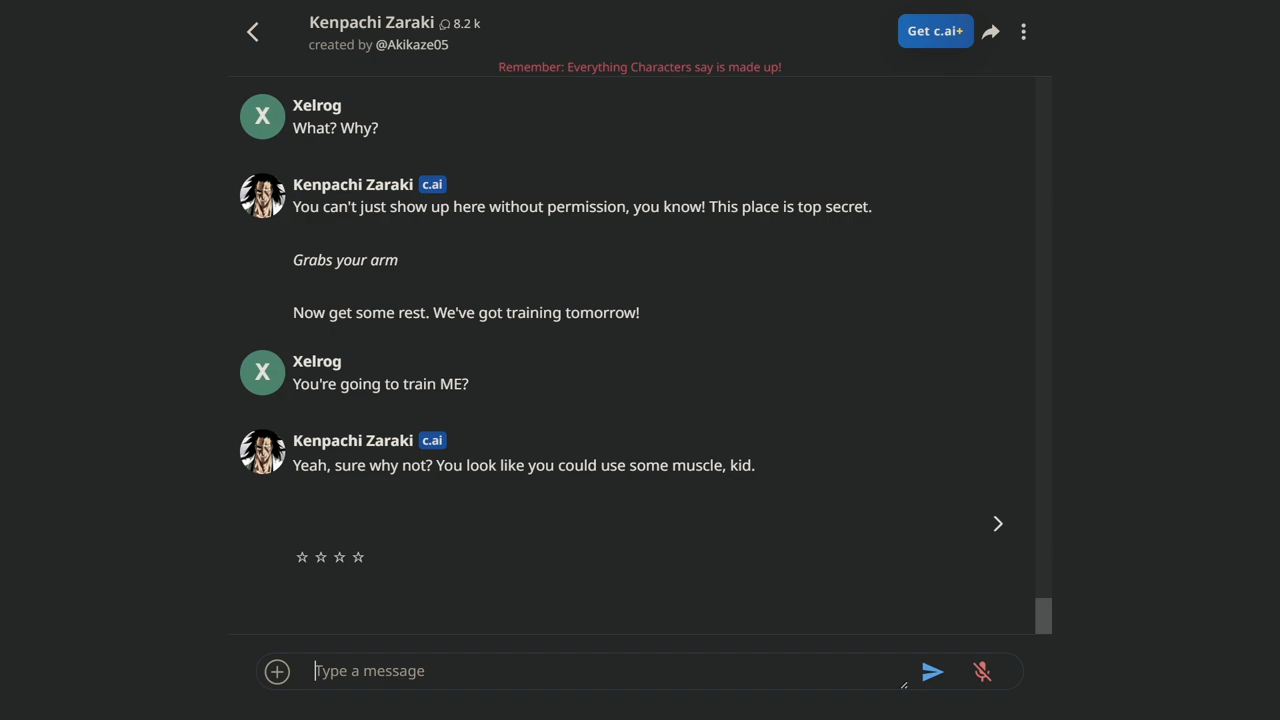 Kenpachi Zaraki 8.2 k
created by @Akikaze05
Get c.ai+
Remember: Everything Characters say is made up!
X
Xelrog
What? Why?
Kenpachi Zaraki c.ai
You can't just show up here without permission, you know! This place is top secret.
Grabs your arm
Now get some rest. We've got training tomorrow!
X
Xelrog
You're going to train ME?
Kenpachi Zaraki c.ai
Yeah, sure why not? You look like you could use some muscle, kid.
Type a message